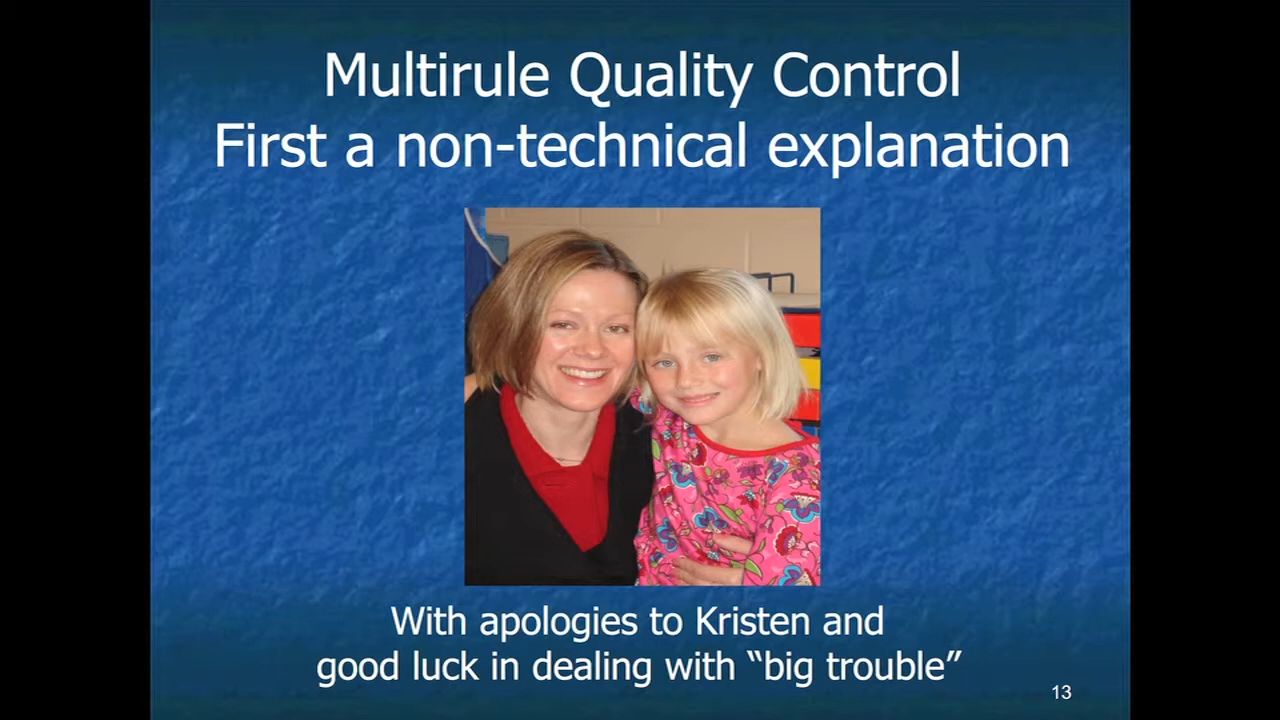 Multirule Quality Control
First a non-technical explanation
With apologies to Kristen and
good luck in dealing with “big trouble”
13